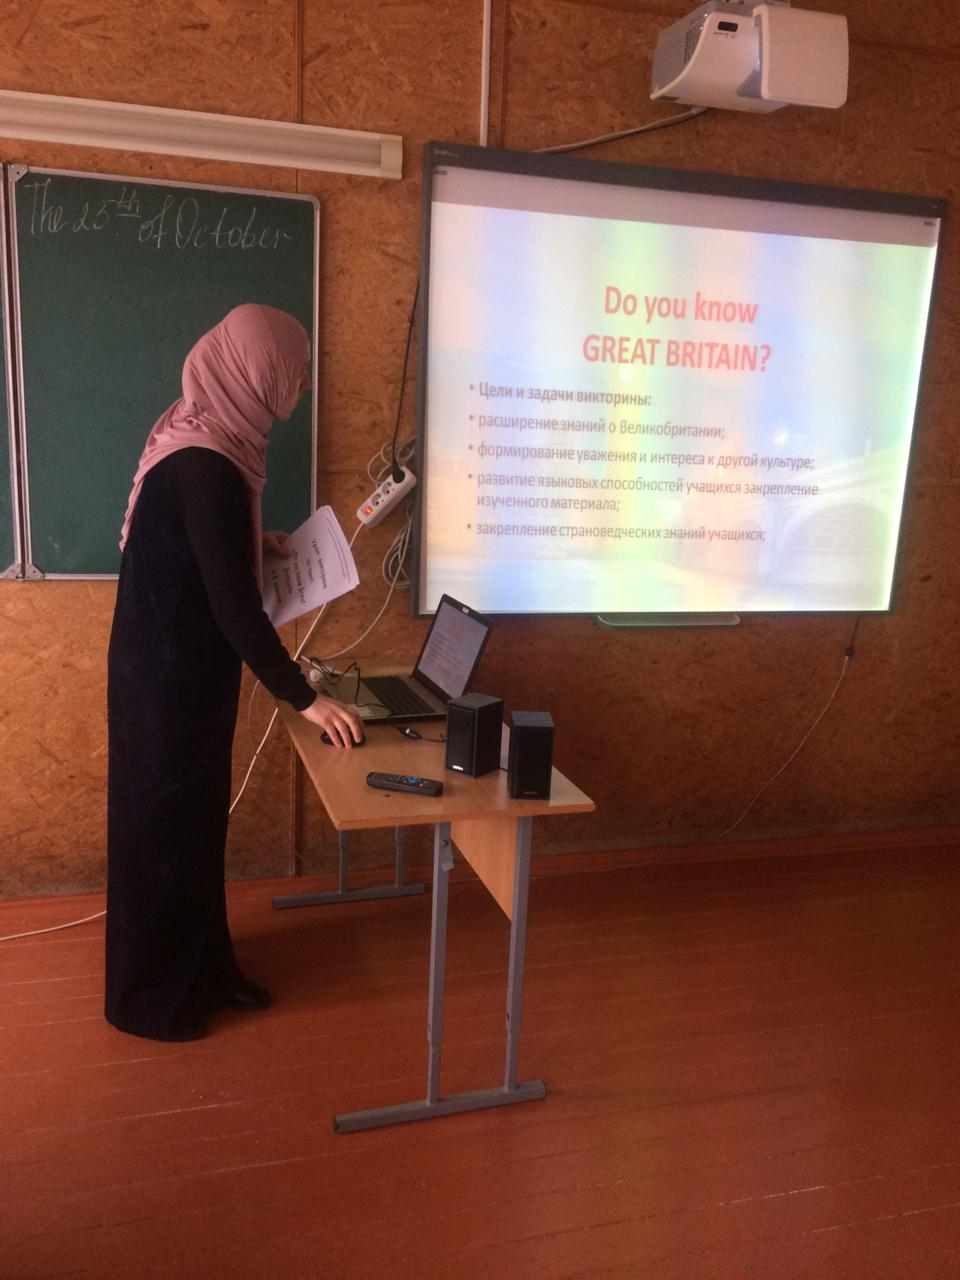 The 25th of October
Do you know
GREAT BRITAIN?
• Цели и задачи викторины:
• расширение знаний о Великобритании;
• формирование уважения и интереса к другой культуре;
• развитие языковых способностей учащихся закрепление
изученного материала;
• закрепление страноведческих знаний учащихся;